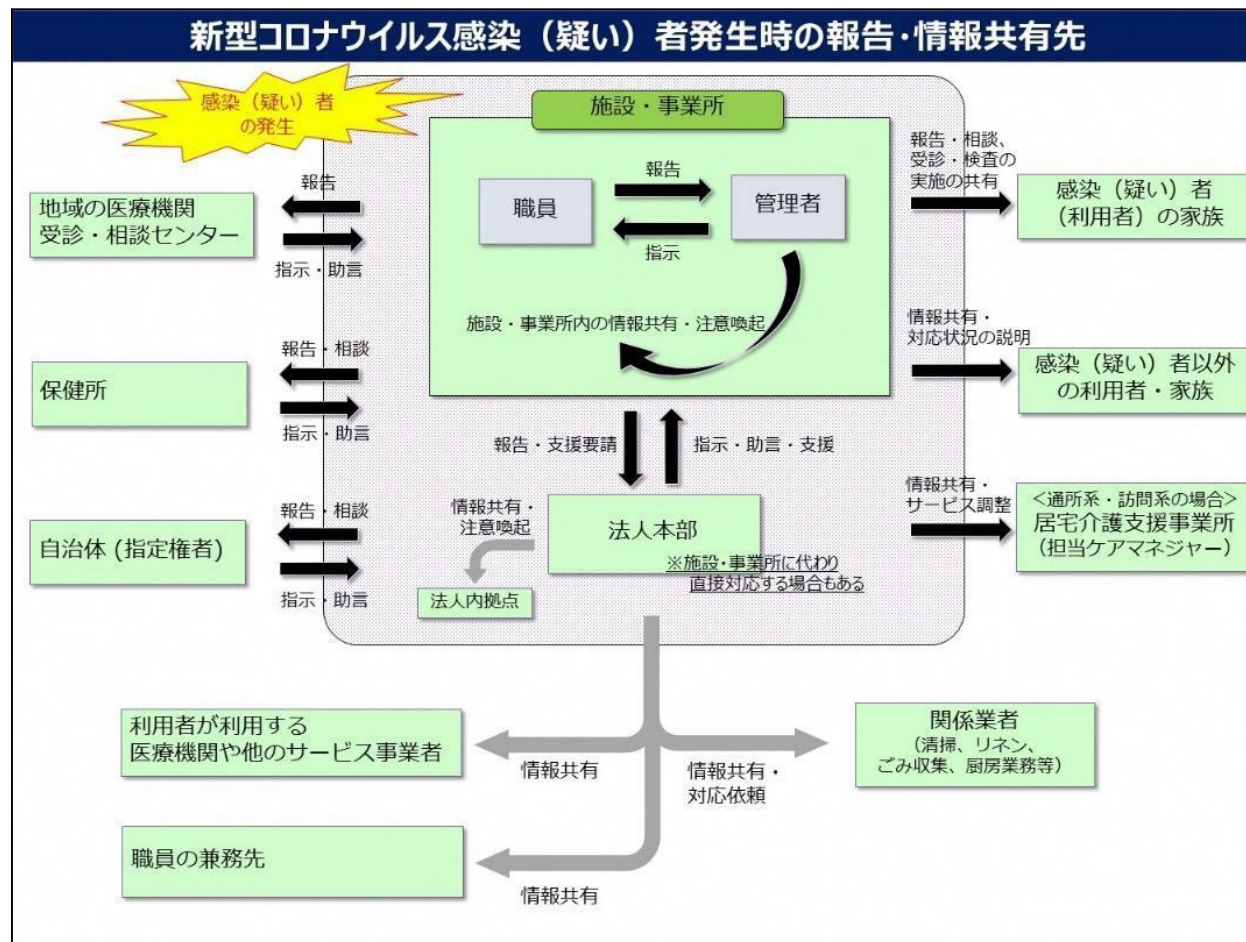 新型コロナウイルス感染（疑い）者発生時の報告・情報共有先
感染（疑い）者
の発生
施設・事業所
職員
報告
指示
管理者
施設・事業所内の情報共有・注意喚起
地域の医療機関
受診・相談センター
報告
指示・助言
保健所
報告・相談
指示・助言
自治体 (指定権者)
報告・相談
指示・助言
報告・相談、
受診・検査の
実施の共有
感染（疑い）者
（利用者）の家族
情報共有・
対応状況の説明
感染（疑い）者以外
の利用者・家族
情報共有・
サービス調整
＜通所系・訪問系の場合＞
居宅介護支援事業所
（担当ケアマネジャー）
報告・支援要請
指示・助言・支援
法人本部
※施設・事業所に代わり
直接対応する場合もある
情報共有・
注意喚起
法人内拠点
利用者が利用する
医療機関や他のサービス事業者
情報共有
情報共有・
対応依頼
関係業者
（清掃、リネン、
ごみ収集、厨房業務等）
職員の兼務先
情報共有